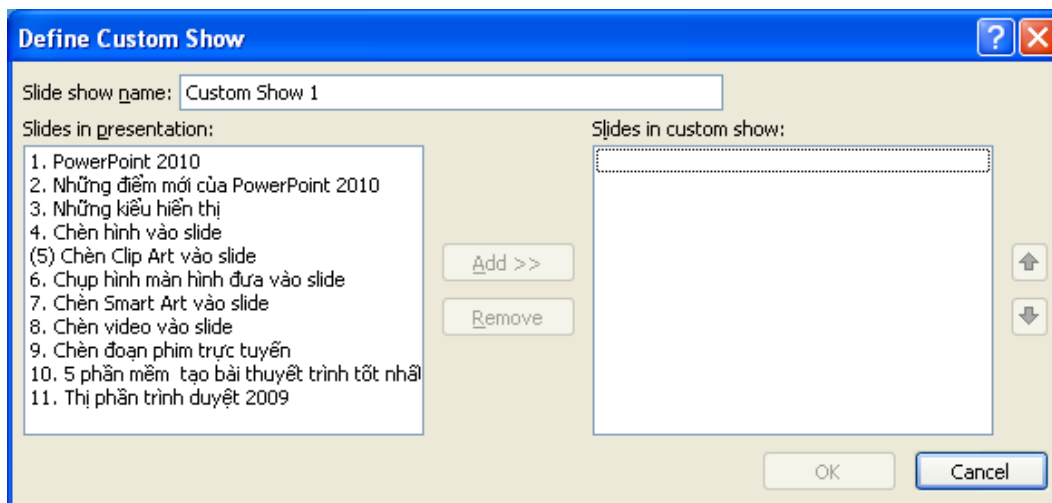 Define Custom Show
Slide show name: Custom Show 1
Slides in presentation:
Slides in custom show:
1. PowerPoint 2010
2. Những điểm mới của PowerPoint 2010
3. Những kiểu hiển thị
4. Chèn hình vào slide
(5) Chèn Clip Art vào slide
6. Chụp hình màn hình đưa vào slide
7. Chèn Smart Art vào slide
8. Chèn video vào slide
9. Chèn đoạn phim trực tuyến
10. 5 phần mềm  tạo bài thuyết trình tốt nhấ
11. Thị phần trình duyệt 2009
Add >>
Remove
OK
Cancel